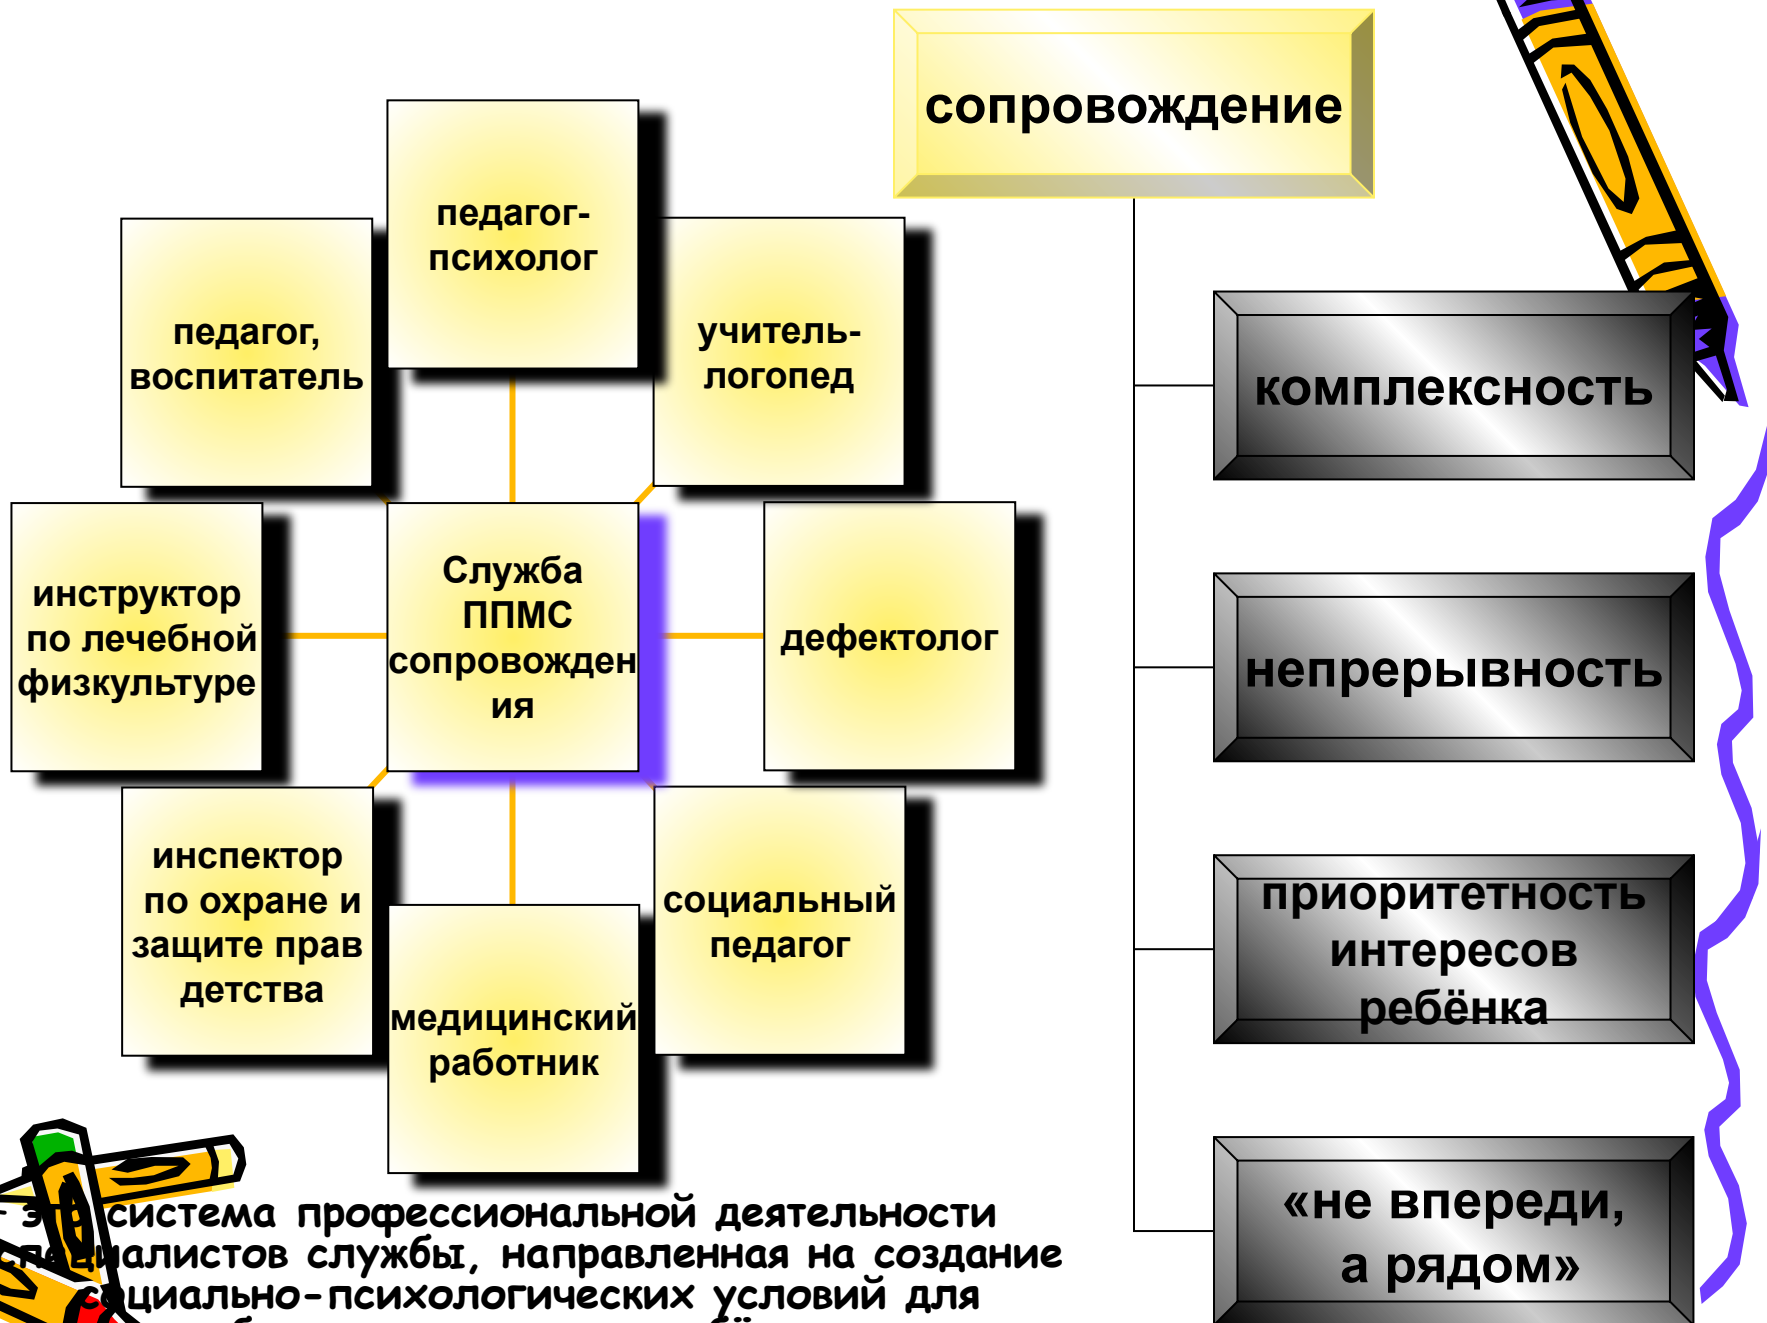 сопровождение
педагог-
психолог
педагог,
воспитатель
учитель-
логопед
инструктор
по лечебной
физкультуре
Служба
ППМС
сопровожден
ия
дефектолог
инспектор
по охране и
защите прав
детства
медицинский
работник
социальный
педагог
комплексность
непрерывность
приоритетность
интересов
ребёнка
«не впереди,
а рядом»
- это система профессиональной деятельности
специалистов службы, направленная на создание
социально-психологических условий для